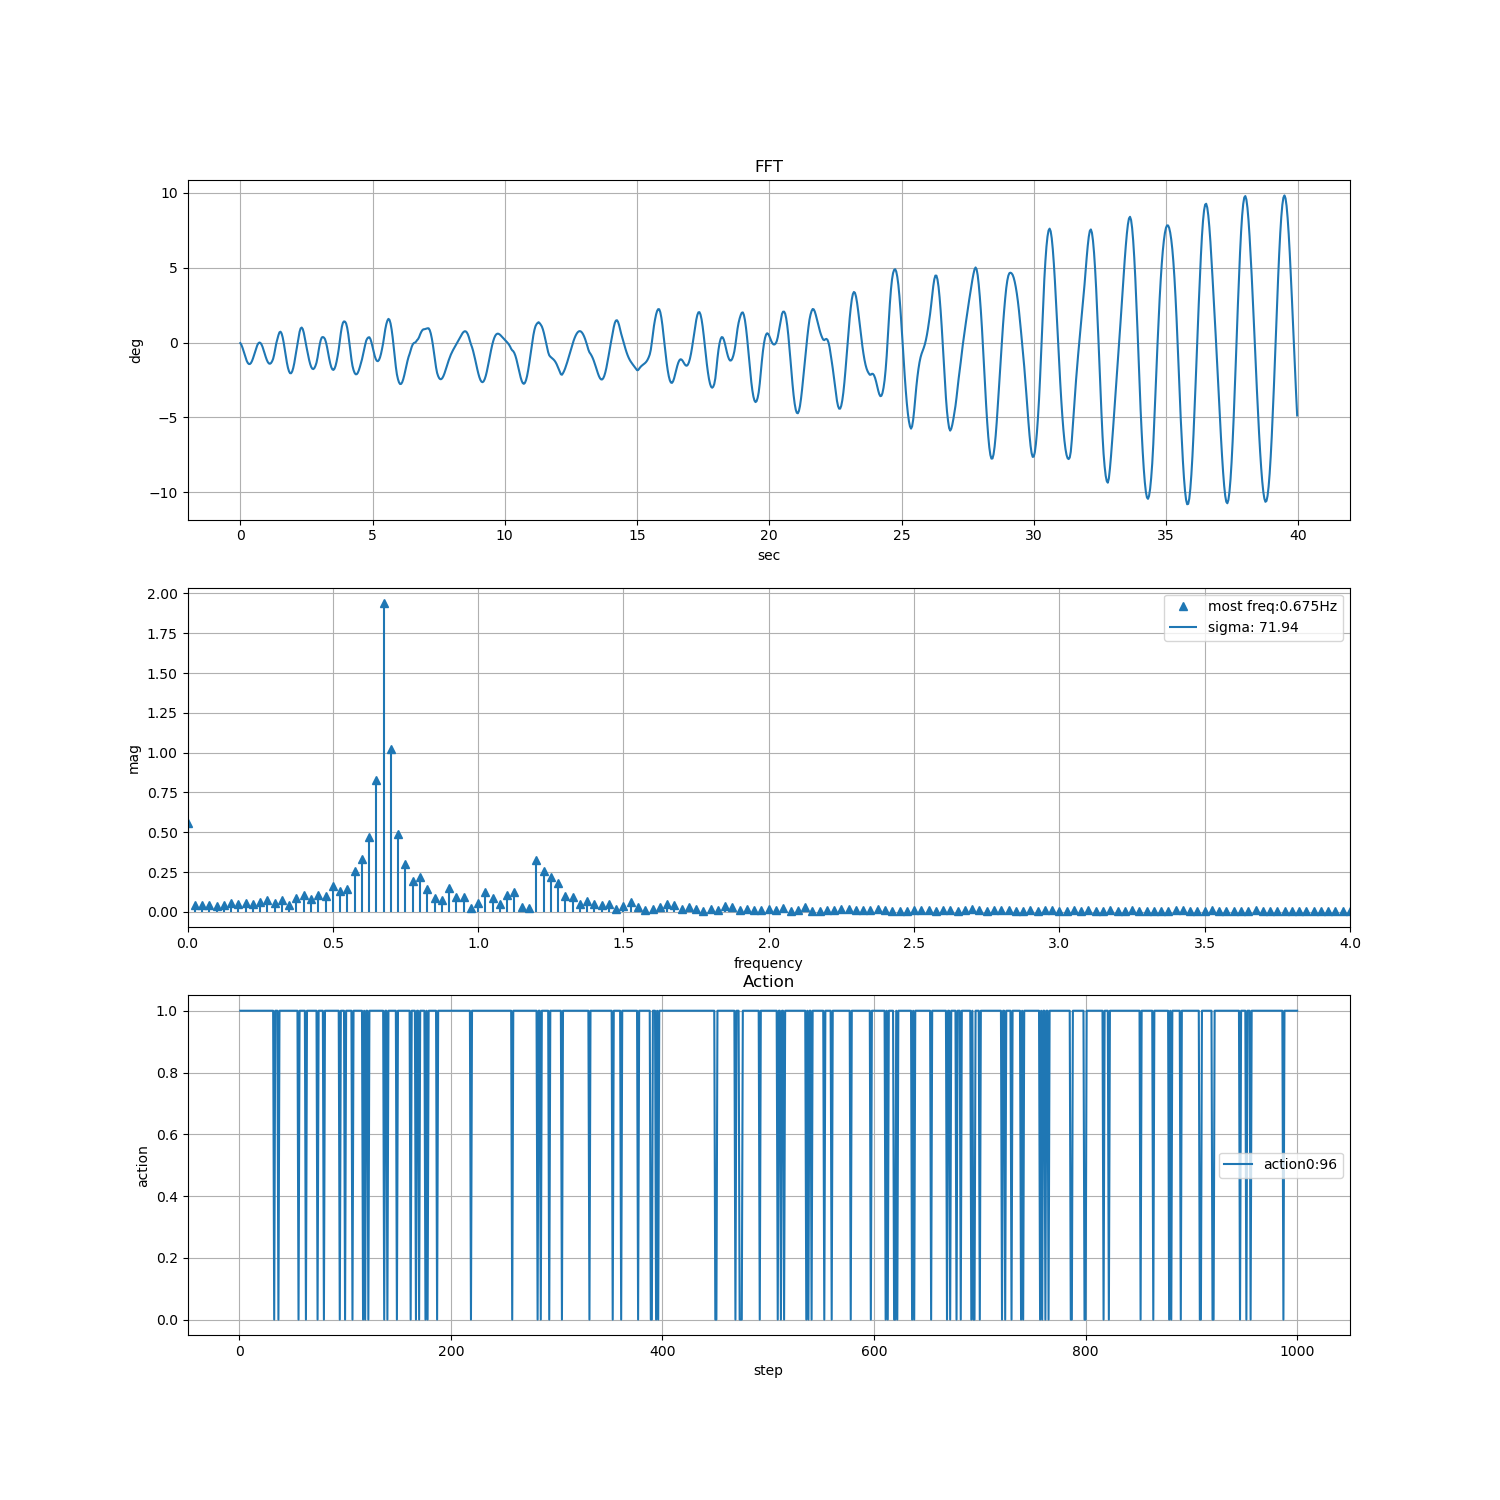 FFT
10
5
0
−5
−10
deg
0 5 10 15 20 25 30 35 40
sec
2.00
1.75
1.50
1.25
1.00
0.75
0.50
0.25
0.00
mag
most freq:0.675Hz
sigma: 71.94
0.0 0.5 1.0 1.5 2.0 2.5 3.0 3.5 4.0
frequency
Action
1.0
0.8
0.6
0.4
0.2
0.0
action
action0:96
0 200 400 600 800 1000
step